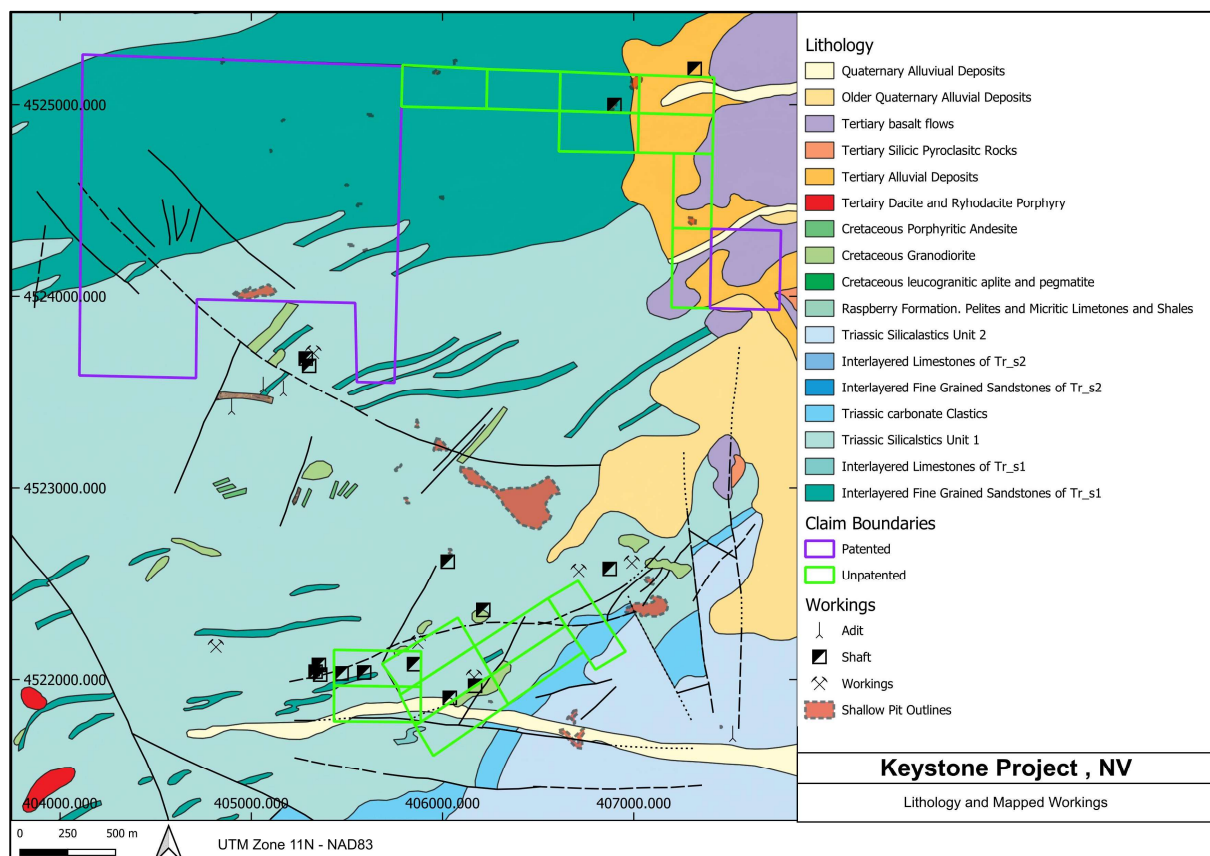 4525000.000
4524000.000
4523000.000
4522000.000
404000.000
405000.000
406000.000
407000.000
Lithology
Quaternary Alluvuial Deposits
Older Quaternary Alluvial Deposits
Tertiary basalt flows
Tertiary Silicic Pyroclasitc Rocks
Tertiary Alluvial Deposits
Tertairy Dacite and Ryhodacite Porphyry
Cretaceous Porphyritic Andesite
Cretaceous Granodiorite
Cretaceous leucogranitic aplite and pegmatite
Raspberry Formation. Pelites and Micritic Limetones and Shales
Triassic Silicalastics Unit 2
Interlayered Limestones of Tr_s2
Interlayered Fine Grained Sandstones of Tr_s2
Triassic carbonate Clastics
Triassic Silicalstics Unit 1
Interlayered Limestones of Tr_s1
Interlayered Fine Grained Sandstones of Tr_s1
Claim Boundaries
Patented
Unpatented
Workings
Adit
Shaft
Workings
Shallow Pit Outlines
Keystone Project , NV
Lithology and Mapped Workings
0 250 500 m
UTM Zone 11N - NAD83